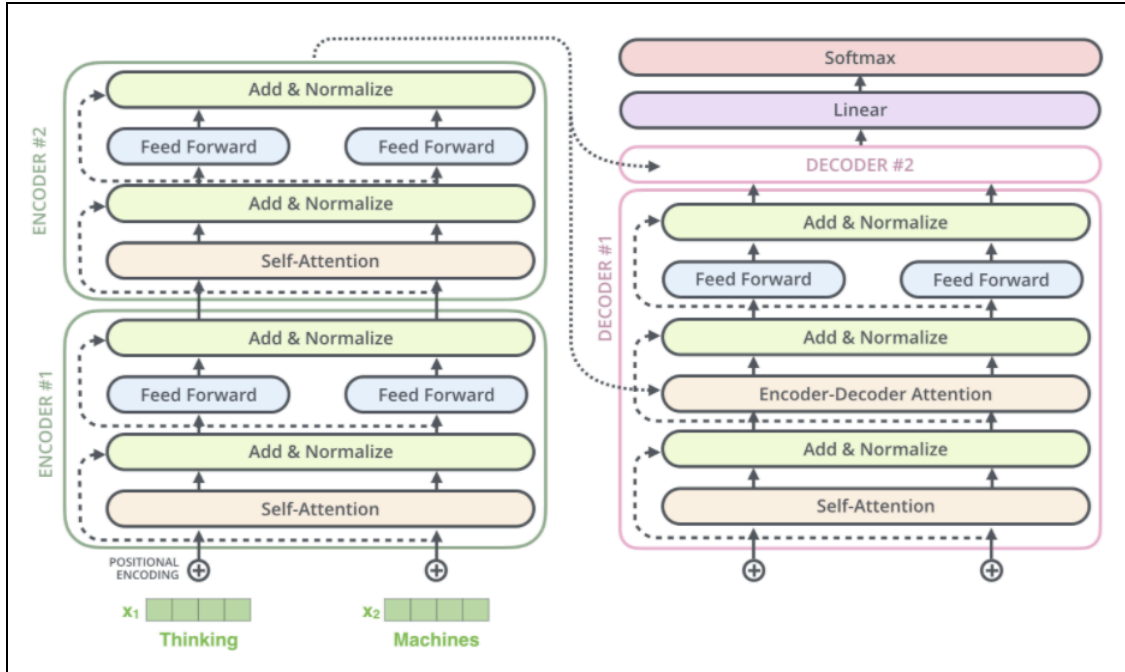 ENCODER #2
Add & Normalize
Feed Forward Feed Forward
Add & Normalize
Self-Attention
ENCODER #1
Add & Normalize
Feed Forward Feed Forward
Add & Normalize
Self-Attention
POSITIONAL
ENCODING
x1 x2
Thinking Machines
Softmax
Linear
DECODER #2
DECODER #1
Add & Normalize
Feed Forward Feed Forward
Add & Normalize
Encoder-Decoder Attention
Add & Normalize
Self-Attention